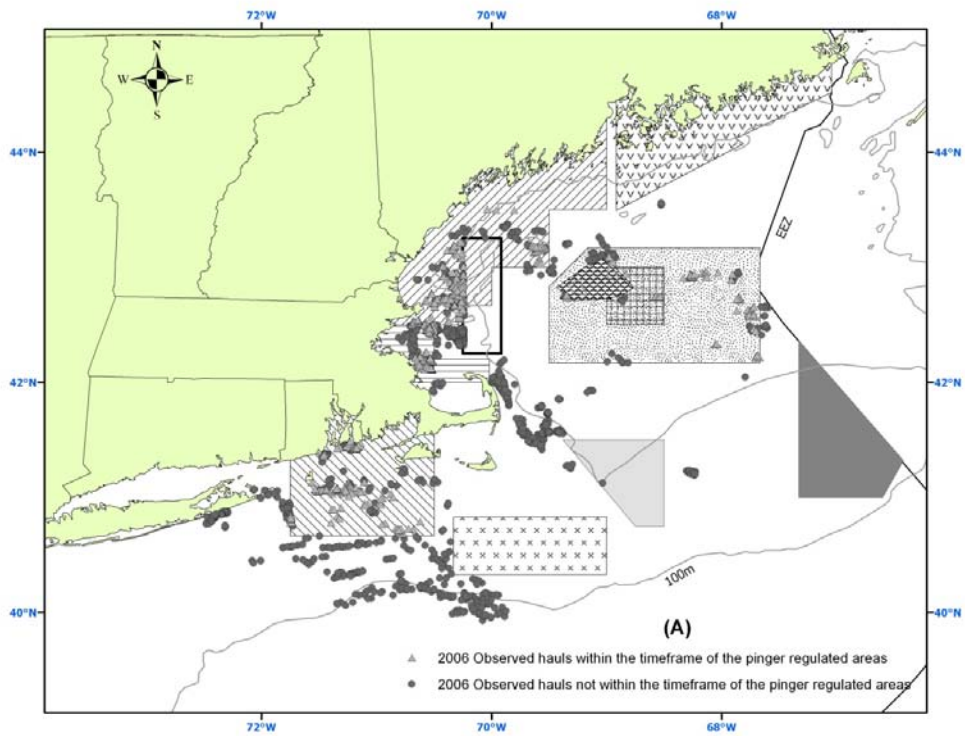 72°W 70°W 68°W
N
W E
S
44°N 44°N
EEZ
42°N 42°N
100m
40°N 40°N
(A)
2006 Observed hauls within the timeframe of the pinger regulated areas
2006 Observed hauls not within the timeframe of the pinger regulated areas
72°W 70°W 68°W